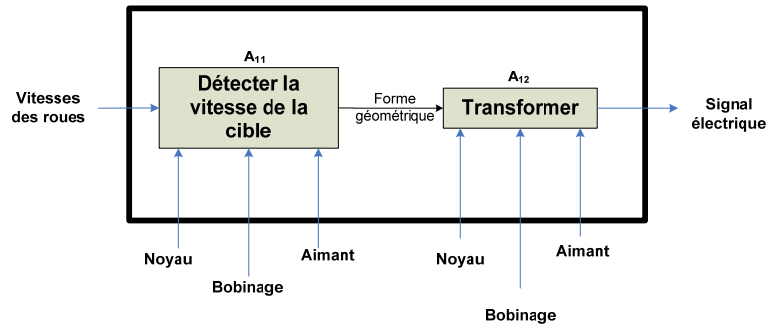 A11
Détecter la
vitesse de la
cible
A12
Transformer
Vitesses
des roues
Forme
géométrique
Signal
électrique
Noyau
Bobinage
Aimant
Noyau
Bobinage
Aimant